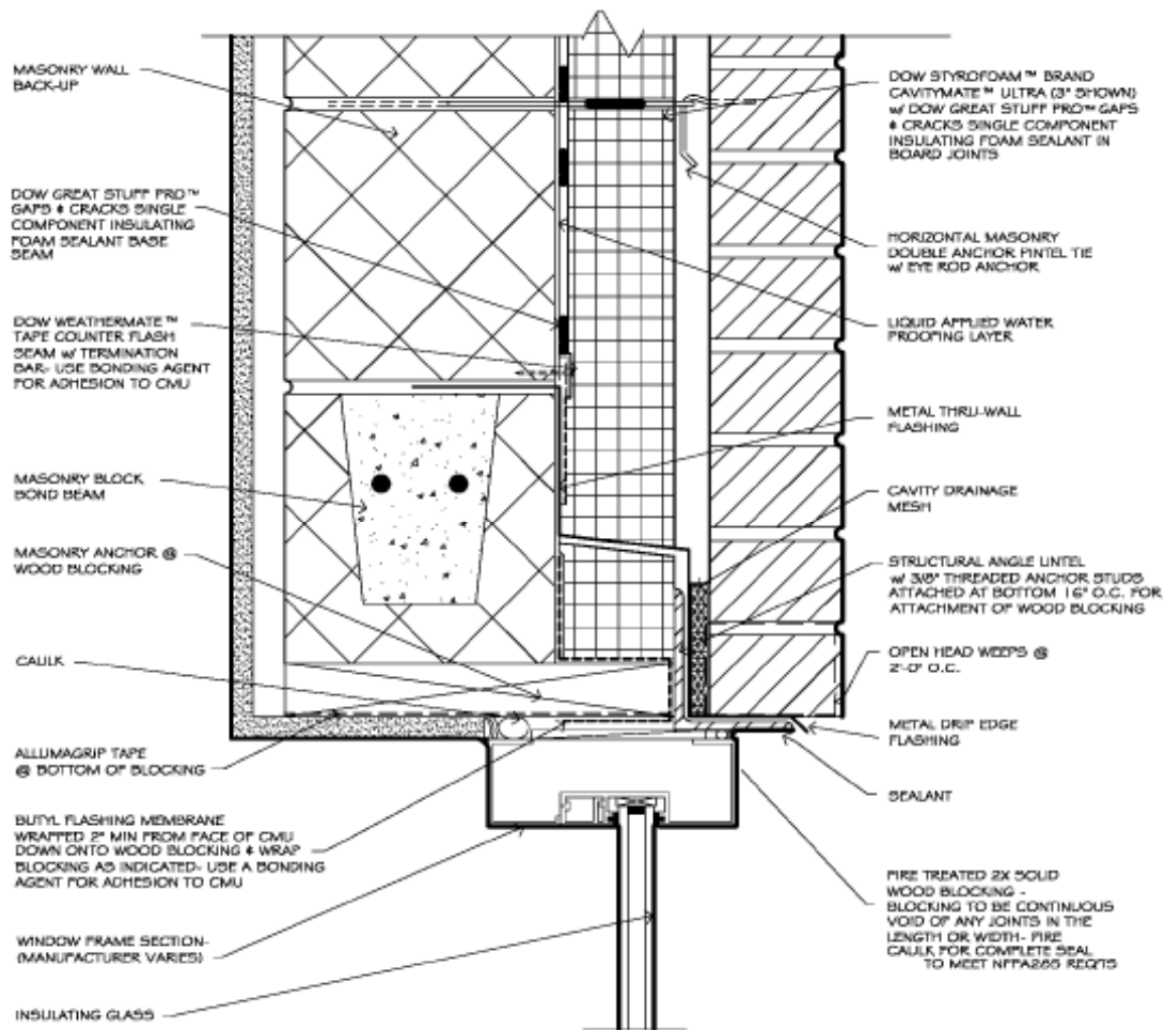 MASONRY WALL
BACK-UP
DOW GREAT STUFF PRO™
GAPS & CRACKS SINGLE
COMPONENT INSULATING
FOAM SEALANT BASE
SEAM
DOW WEATHERMATE™
TAPE COUNTER FLASH
SEAM w/ TERMINATION
BAR- USE BONDING AGENT
FOR ADHESION TO CMU
MASONRY BLOCK
BOND BEAM
MASONRY ANCHOR @
WOOD BLOCKING
CAULK
ALLUMAGRIP TAPE
@ BOTTOM OF BLOCKING
BUTYL FLASHING MEMBRANE
WRAPPED 2" MIN FROM FACE OF CMU
DOWN ONTO WOOD BLOCKING & WRAP
BLOCKING AS INDICATED- USE A BONDING
AGENT FOR ADHESION TO CMU
WINDOW FRAME SECTION-
(MANUFACTURER VARIES)
INSULATING GLASS
DOW STYROFOAM™ BRAND
CAVITYMATE™ ULTRA (3" SHOWN)
w/ DOW GREAT STUFF PRO™ GAPS
& CRACKS SINGLE COMPONENT
INSULATING FOAM SEALANT IN
BOARD JOINTS
HORIZONTAL MASONRY
DOUBLE ANCHOR PINTEL TIE
w/ EYE ROD ANCHOR
LIQUID APPLIED WATER
PROOFING LAYER
METAL THRU-WALL
FLASHING
CAVITY DRAINAGE
MESH
STRUCTURAL ANGLE LINTEL
w/ 3/8" THREADED ANCHOR STUDS
ATTACHED AT BOTTOM 16" O.C. FOR
ATTACHMENT OF WOOD BLOCKING
OPEN HEAD WEEPS @
2'-0" O.C.
METAL DRIP EDGE
FLASHING
SEALANT
FIRE TREATED 2X SOLID
WOOD BLOCKING -
BLOCKING TO BE CONTINUOUS
VOID OF ANY JOINTS IN THE
LENGTH OR WIDTH- FIRE
CAULK FOR COMPLETE SEAL
TO MEET NFPA285 REQ'TS